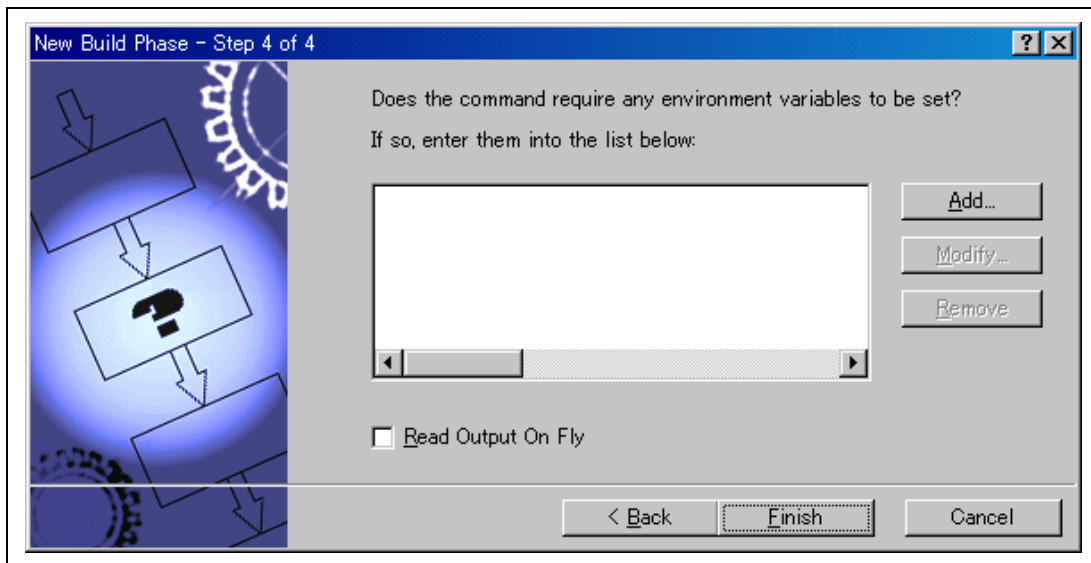 New Build Phase - Step 4 of 4
Does the command require any environment variables to be set?
If so, enter them into the list below:
Add...
Modify...
Remove
Read Output On Fly
< Back
Finish
Cancel